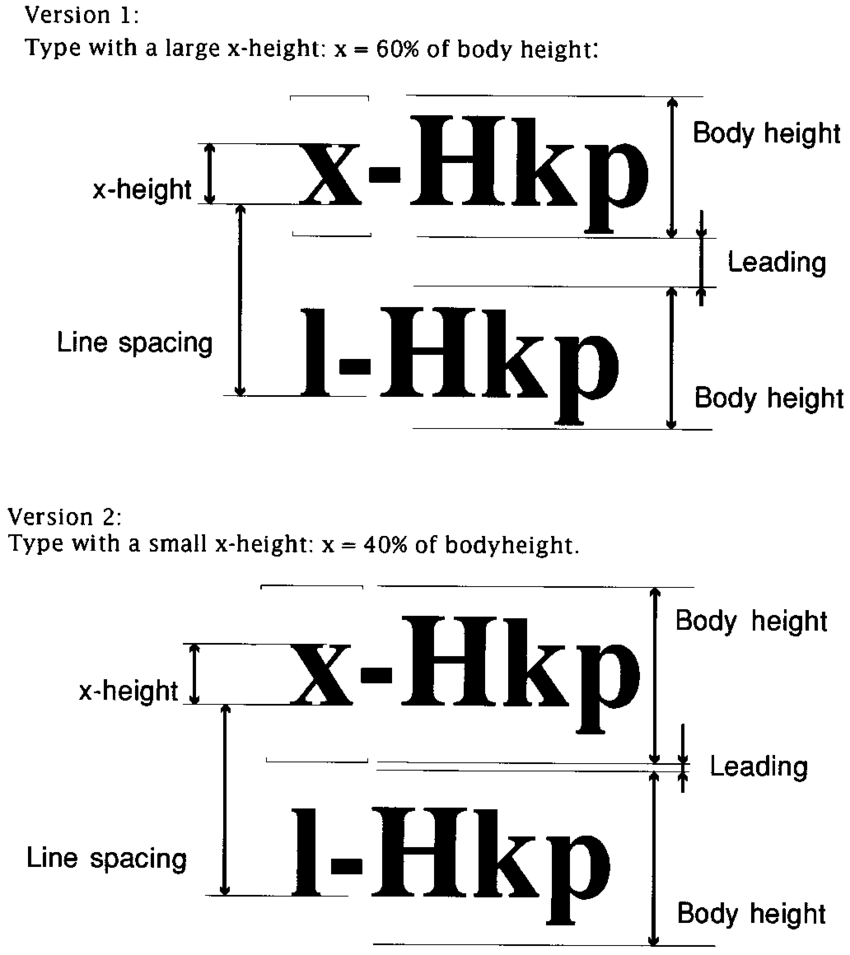 Version 1:
Type with a large x-height: x = 60% of body height:
x-Hkp
Body height
x-height
Leading
l-Hkp
Line spacing
Body height
Version 2:
Type with a small x-height: x = 40% of bodyheight.
x-Hkp
Body height
x-height
Leading
l-Hkp
Line spacing
Body height